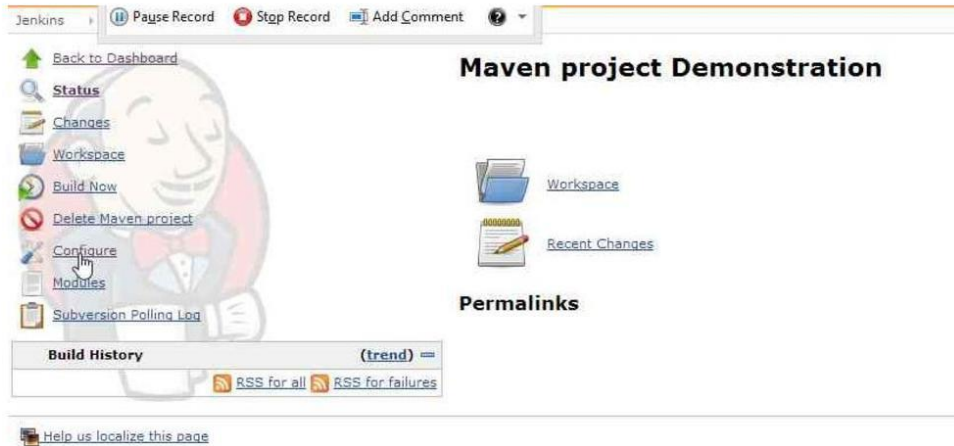 Jenkins
Pause Record Stop Record Add Comment
Back to Dashboard
Status
Changes
Workspace
Build Now
Delete Maven project
Configure
Modules
Subversion Polling Log
Build History (trend)
RSS for all RSS for failures
Maven project Demonstration
Workspace
Recent Changes
Permalinks
Help us localize this page